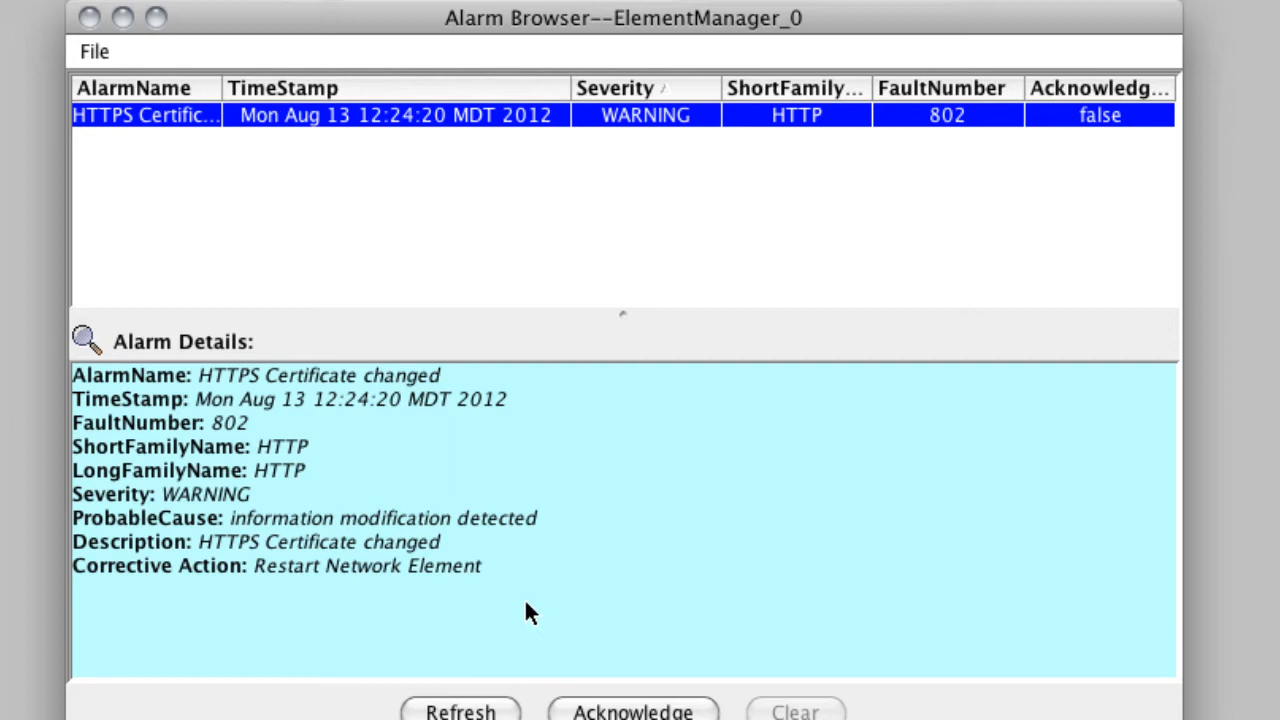 Alarm Browser--ElementManager_0
File
AlarmName TimeStamp Severity ShortFamily... FaultNumber Acknowledg...
HTTPS Certific... Mon Aug 13 12:24:20 MDT 2012 WARNING HTTP 802 false
Alarm Details:
AlarmName: HTTPS Certificate changed
TimeStamp: Mon Aug 13 12:24:20 MDT 2012
FaultNumber: 802
ShortFamilyName: HTTP
LongFamilyName: HTTP
Severity: WARNING
ProbableCause: information modification detected
Description: HTTPS Certificate changed
Corrective Action: Restart Network Element
Refresh Acknowledge Clear